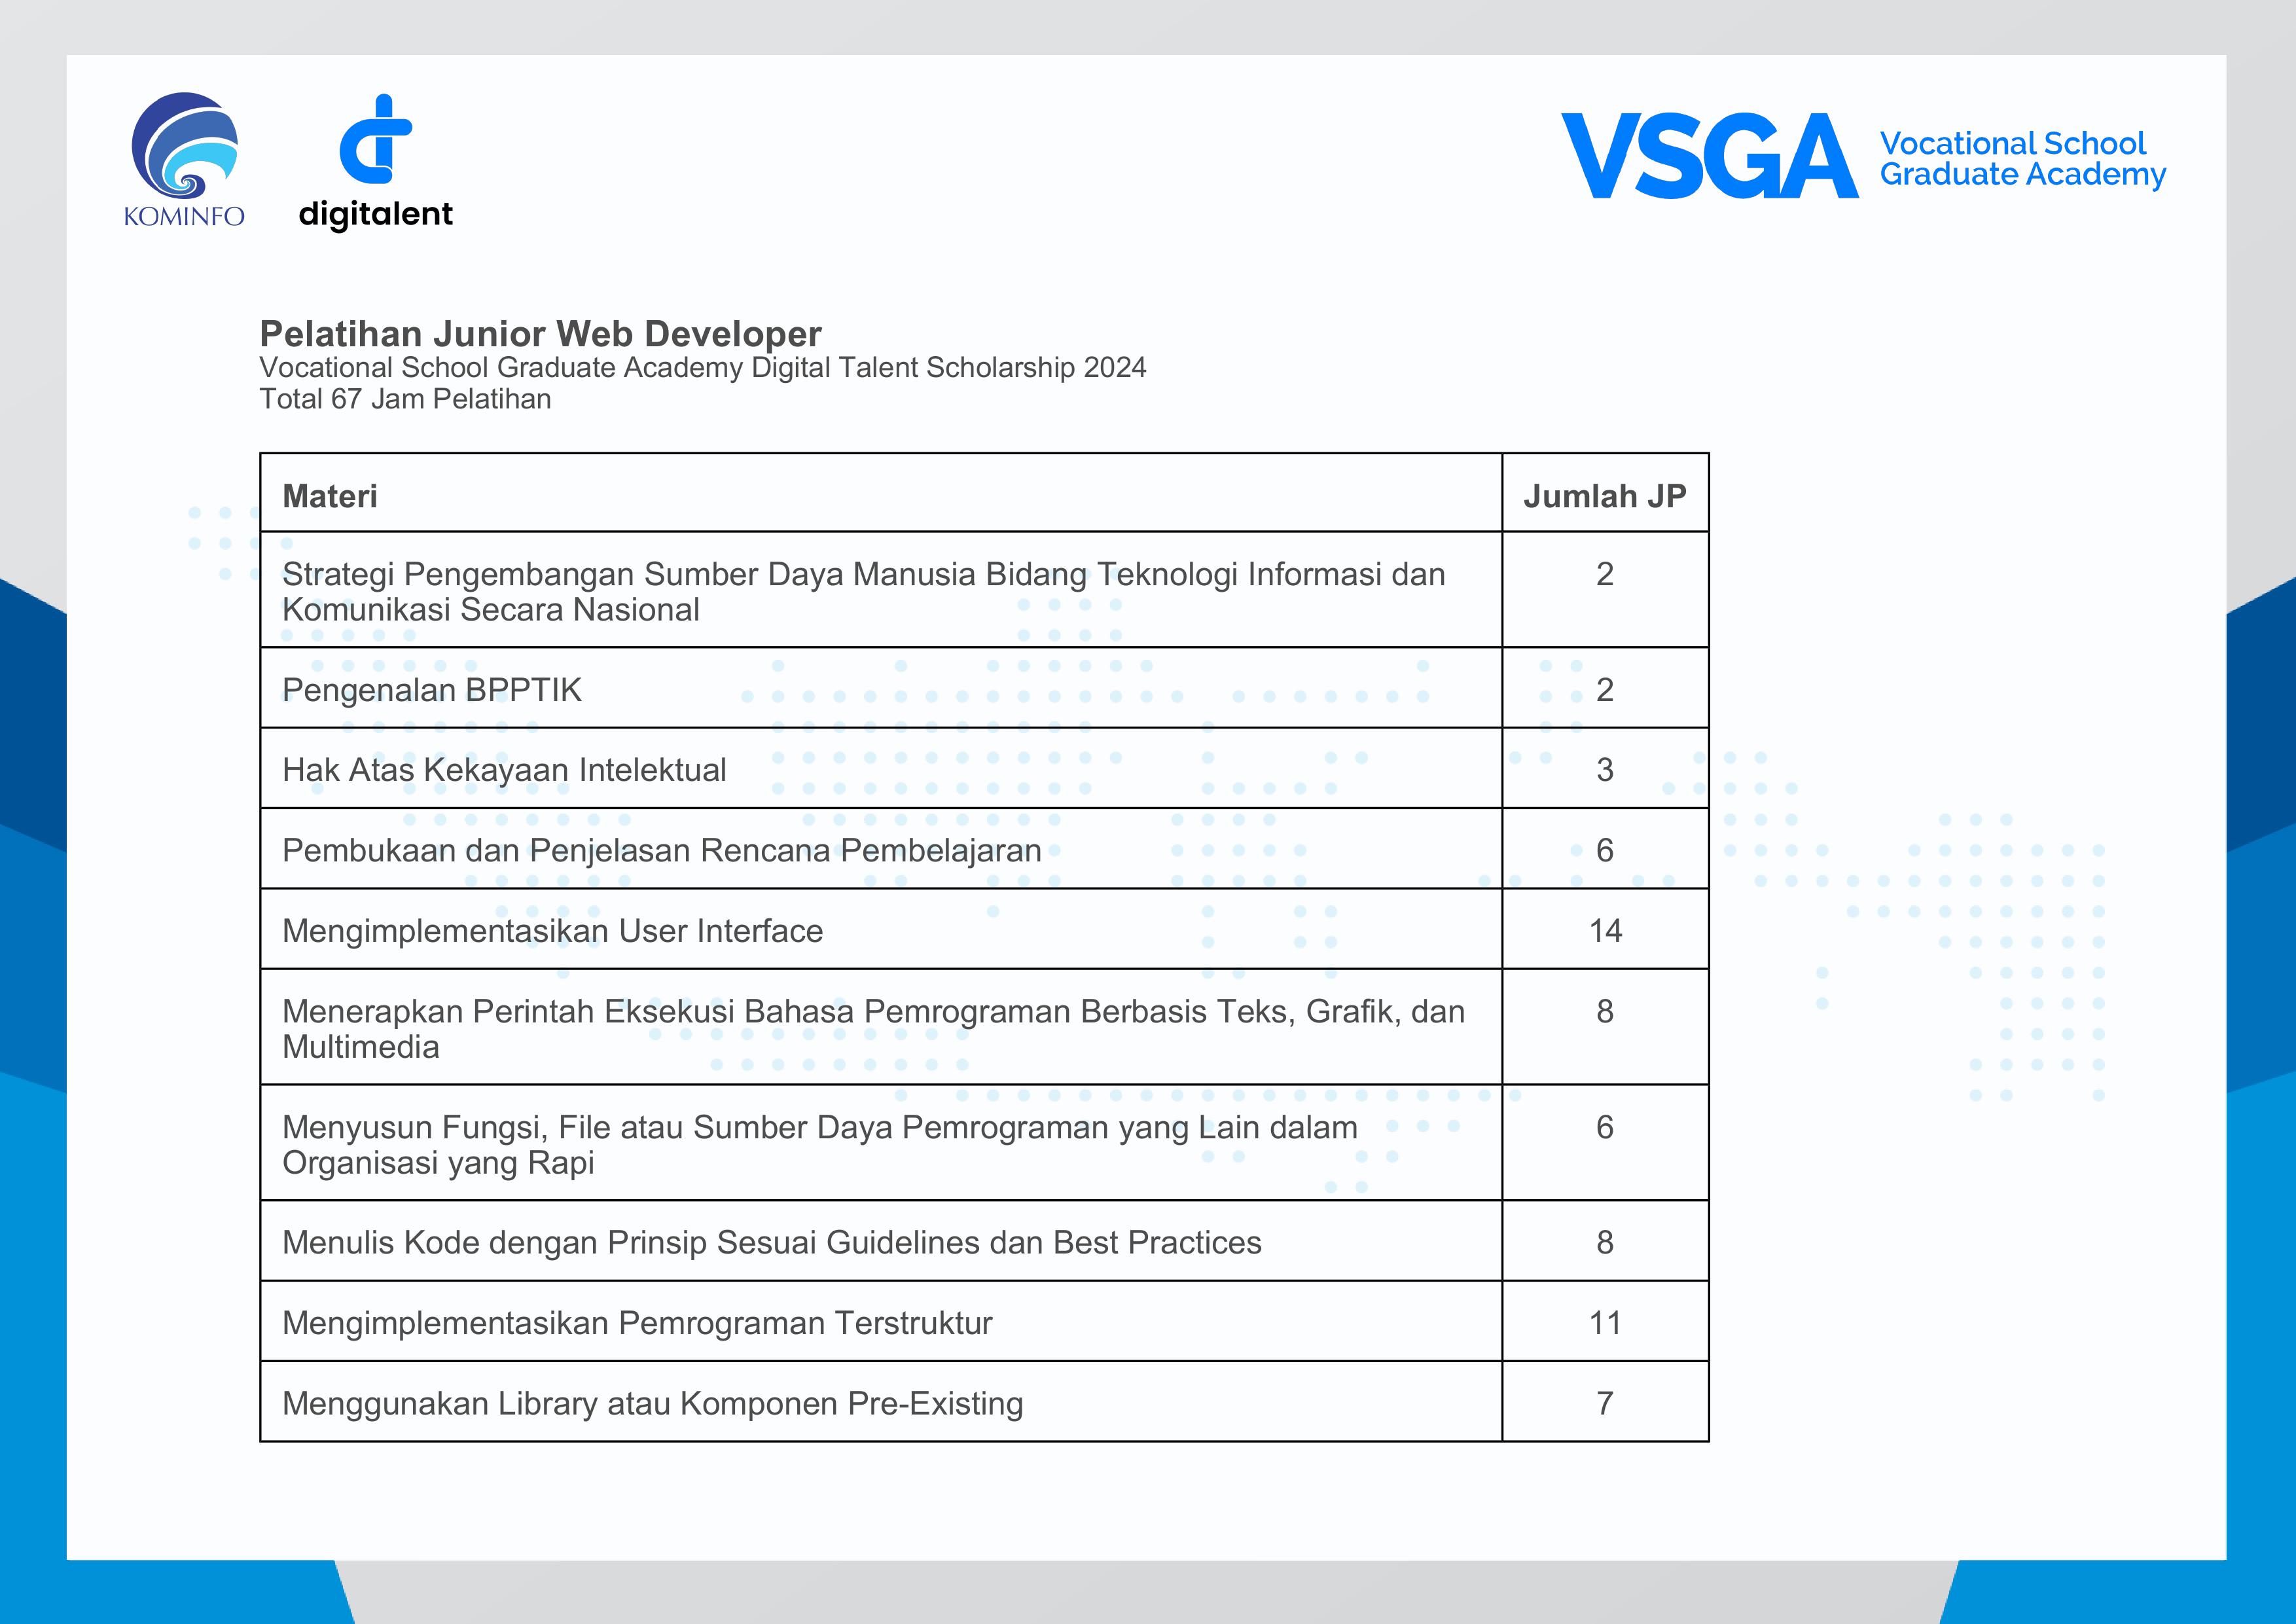 KOMINFO
digitalent
VSGA
Vocational School
Graduate Academy
Pelatihan Junior Web Developer
Vocational School Graduate Academy Digital Talent Scholarship 2024
Total 67 Jam Pelatihan
Materi Jumlah JP
Strategi Pengembangan Sumber Daya Manusia Bidang Teknologi Informasi dan 2
Komunikasi Secara Nasional
Pengenalan BPPTIK 2
Hak Atas Kekayaan Intelektual 3
Pembukaan dan Penjelasan Rencana Pembelajaran 6
Mengimplementasikan User Interface 14
Menerapkan Perintah Eksekusi Bahasa Pemrograman Berbasis Teks, Grafik, dan 8
Multimedia
Menyusun Fungsi, File atau Sumber Daya Pemrograman yang Lain dalam 6
Organisasi yang Rapi
Menulis Kode dengan Prinsip Sesuai Guidelines dan Best Practices 8
Mengimplementasikan Pemrograman Terstruktur 11
Menggunakan Library atau Komponen Pre-Existing 7